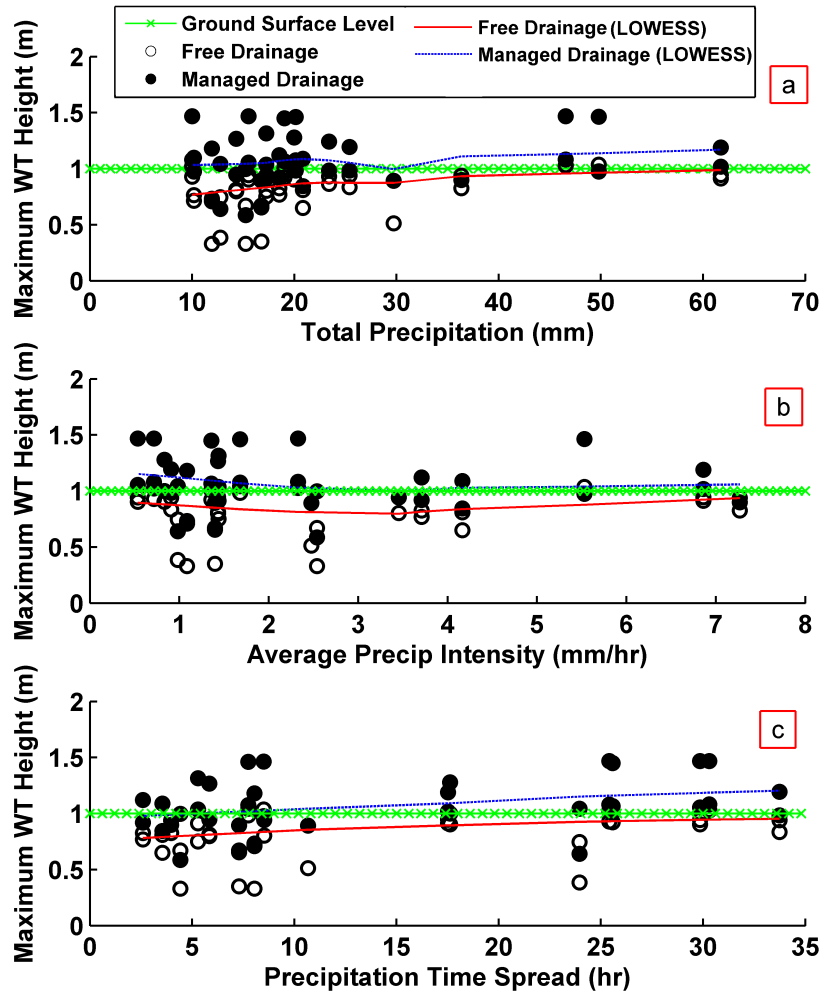 Ground Surface Level
Free Drainage
Managed Drainage
Free Drainage (LOWESS)
Managed Drainage (LOWESS)
Maximum WT Height (m)
2
1.5
1
0.5
0
a
0 10 20 30 40 50 60 70
Total Precipitation (mm)
Maximum WT Height (m)
2
1.5
1
0.5
0
b
0 1 2 3 4 5 6 7 8
Average Precip Intensity (mm/hr)
Maximum WT Height (m)
2
1.5
1
0.5
0
c
0 5 10 15 20 25 30 35
Precipitation Time Spread (hr)